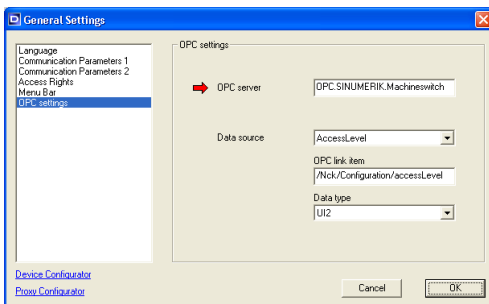 General Settings
Language
Communication Parameters 1
Communication Parameters 2
Access Rights
Menu Bar
OPC settings
Device Configurator
Proxy Configurator
OPC settings
OPC server
OPC.SINUMERIK.Machineswitch
Data source
AccessLevel
OPC link item
/Nck/Configuration/accessLevel
Data type
UI2
Cancel
OK